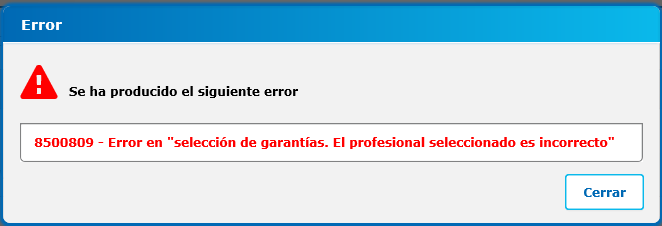 Error
Se ha producido el siguiente error
8500809 - Error en "selección de garantías. El profesional seleccionado es incorrecto"
Cerrar